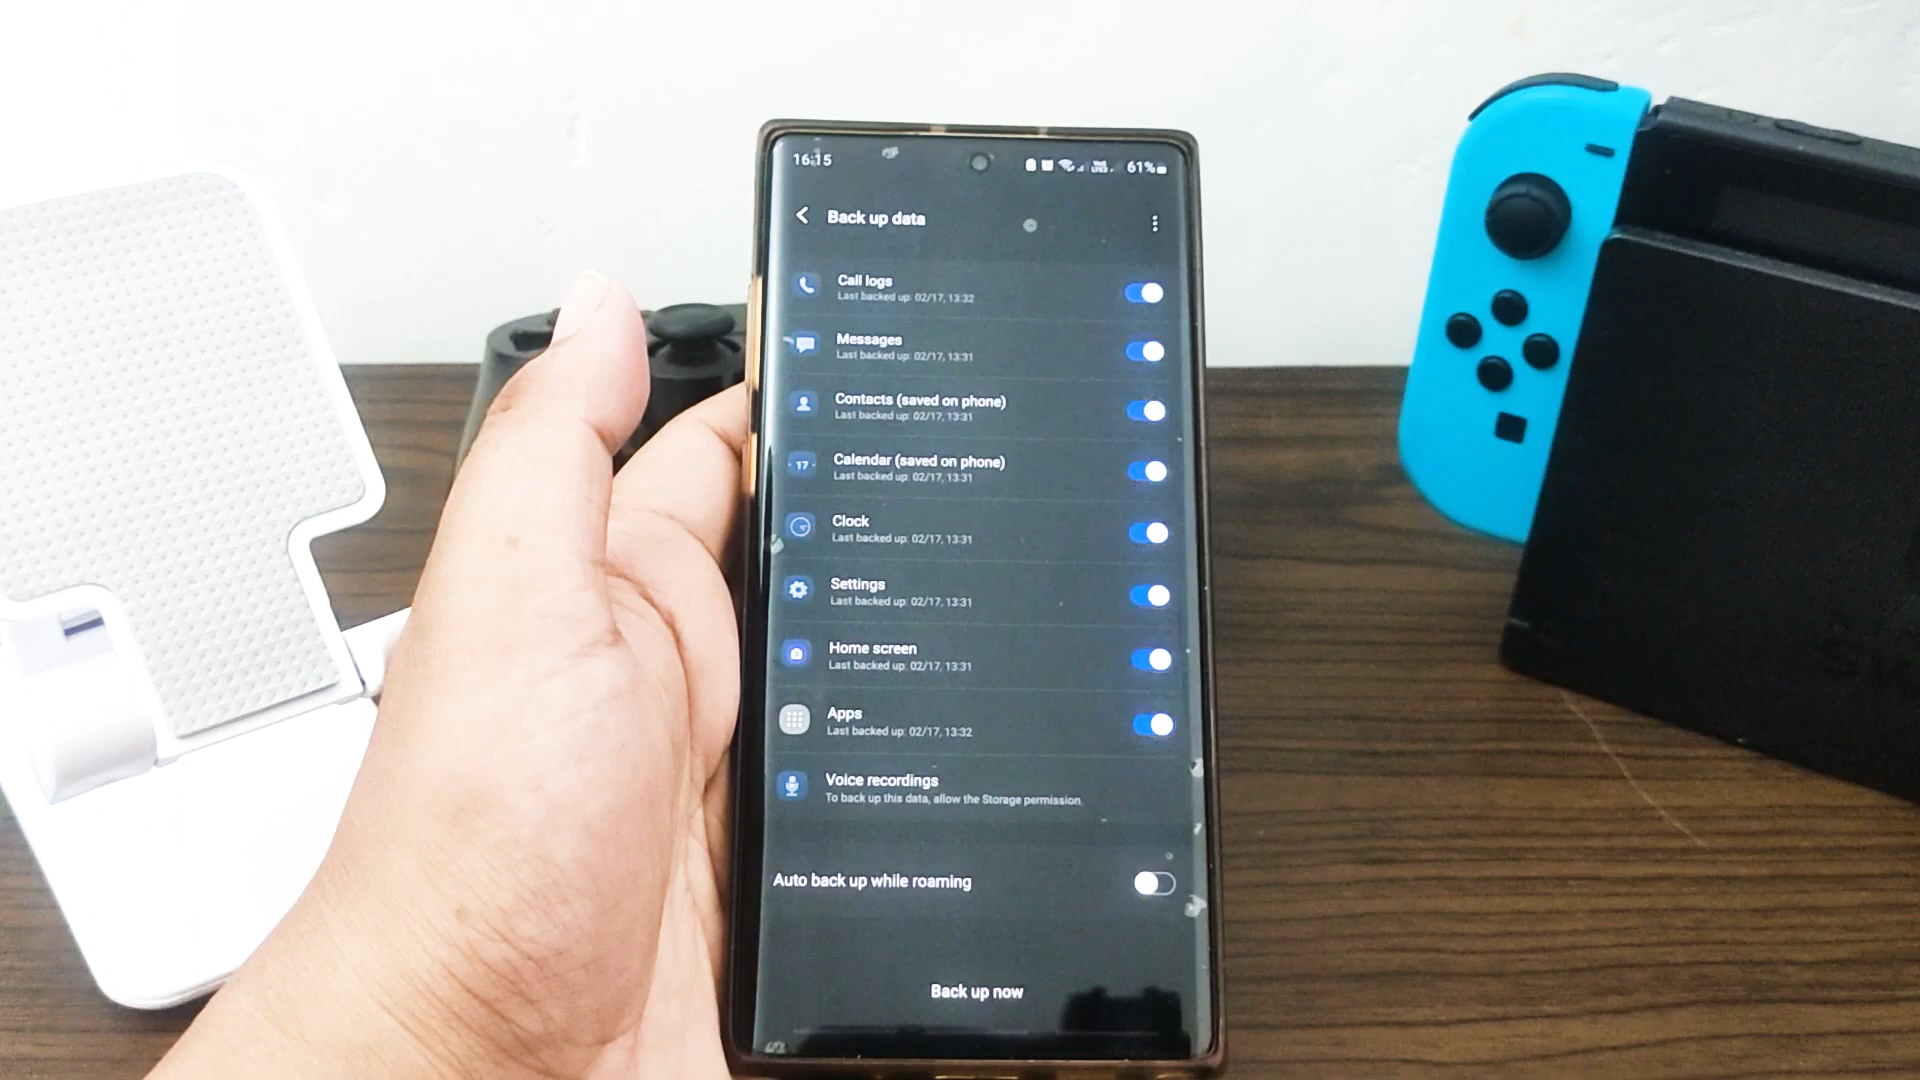 16:15
61%
Back up data
Call logs
Last backed up: 02/17, 13:32
Messages
Last backed up: 02/17, 13:31
Contacts (saved on phone)
Last backed up: 02/17, 13:31
17
Calendar (saved on phone)
Last backed up: 02/17, 13:31
Clock
Last backed up: 02/17, 13:31
Settings
Last backed up: 02/17, 13:31
Home screen
Last backed up: 02/17, 13:31
Apps
Last backed up: 02/17, 13:32
Voice recordings
To back up this data, allow the Storage permission.
Auto back up while roaming
Back up now